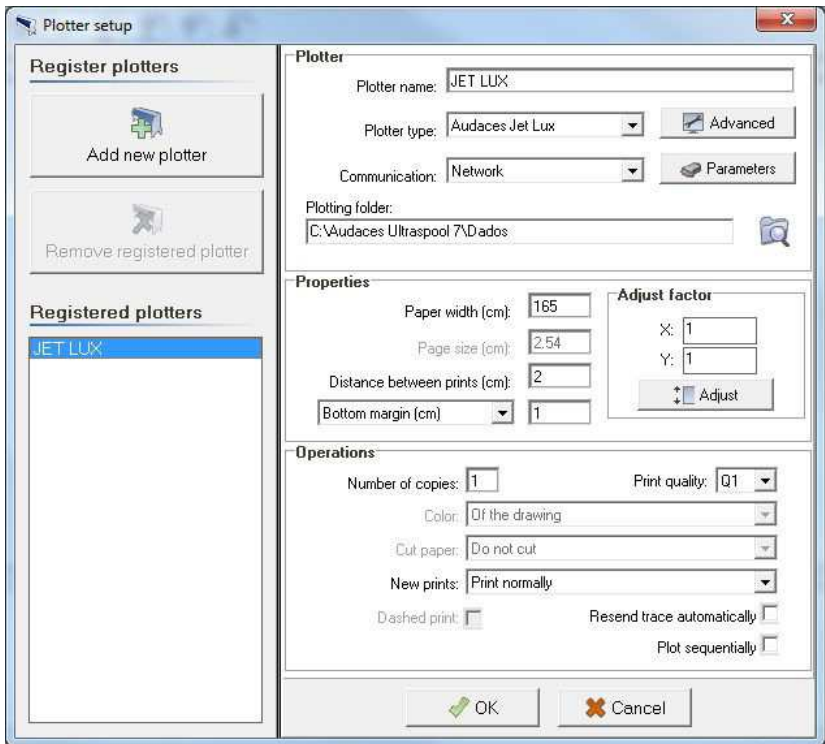 Plotter setup
Register plotters
Add new plotter
Remove registered plotter
Registered plotters
JET LUX
Plotter
Plotter name: JET LUX
Plotter type: Audaces Jet Lux Advanced
Communication: Network Parameters
Plotting folder:
C:\Audaces Ultraspool 7\Dados
Properties
Paper width (cm): 165
Page size (cm): 2.54
Distance between prints (cm): 2
Bottom margin (cm) 1
Adjust factor
X: 1
Y: 1
Adjust
Operations
Number of copies: 1 Print quality: Q1
Color: Of the drawing
Cut paper: Do not cut
New prints: Print normally
Dashed print: Resend trace automatically
Plot sequentially
OK Cancel